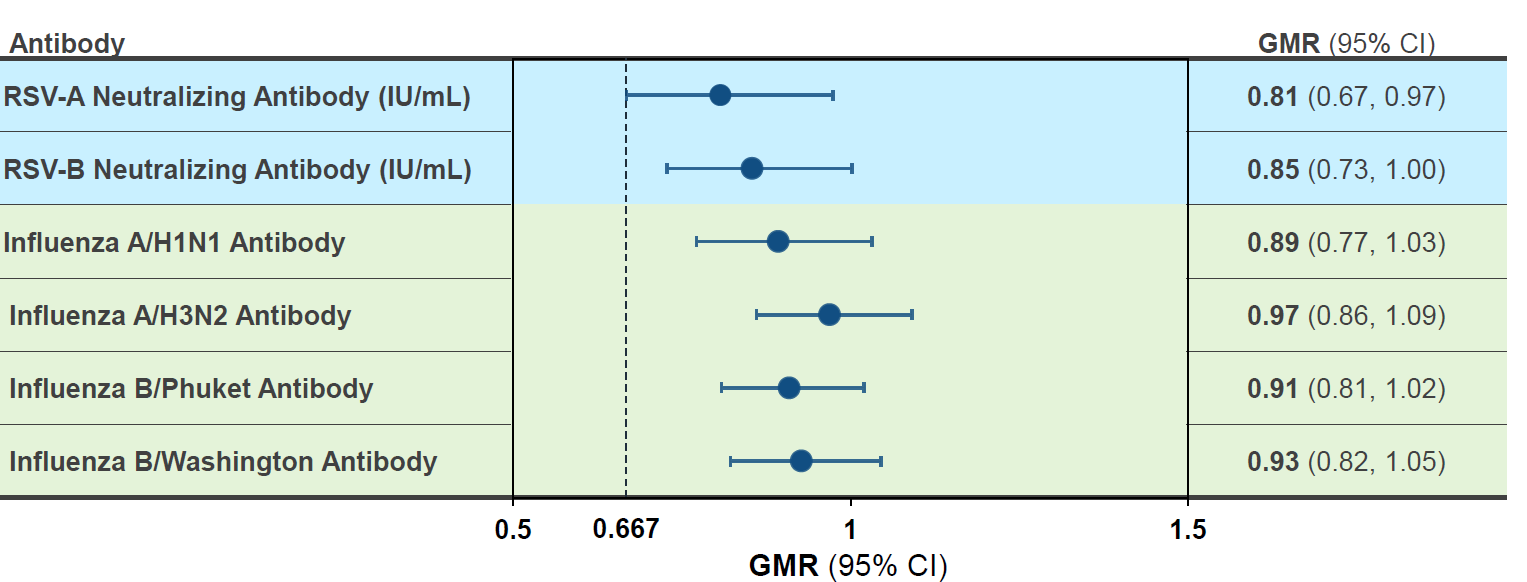 Antibody GMR (95% CI)
RSV-A Neutralizing Antibody (IU/mL) 0.81 (0.67, 0.97)
RSV-B Neutralizing Antibody (IU/mL) 0.85 (0.73, 1.00)
Influenza A/H1N1 Antibody 0.89 (0.77, 1.03)
Influenza A/H3N2 Antibody 0.97 (0.86, 1.09)
Influenza B/Phuket Antibody 0.91 (0.81, 1.02)
Influenza B/Washington Antibody 0.93 (0.82, 1.05)
0.5 0.667 1 1.5
GMR (95% CI)